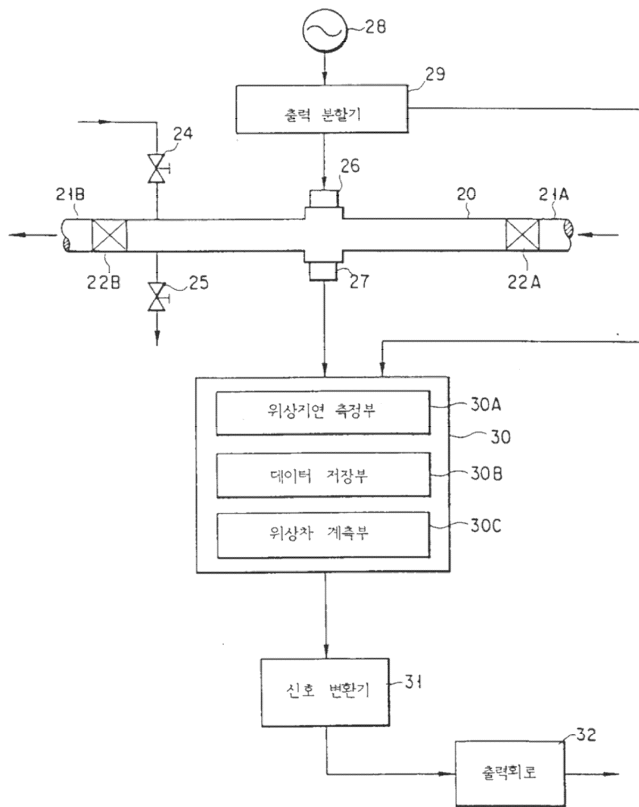 28
29
출력 분할기
24
26
21B
20
21A
22B
25
27
22A
30A
위상지연 측정부
30
데이터 저장부
30B
위상차 계측부
30C
신호 변환기
31
32
출력회로